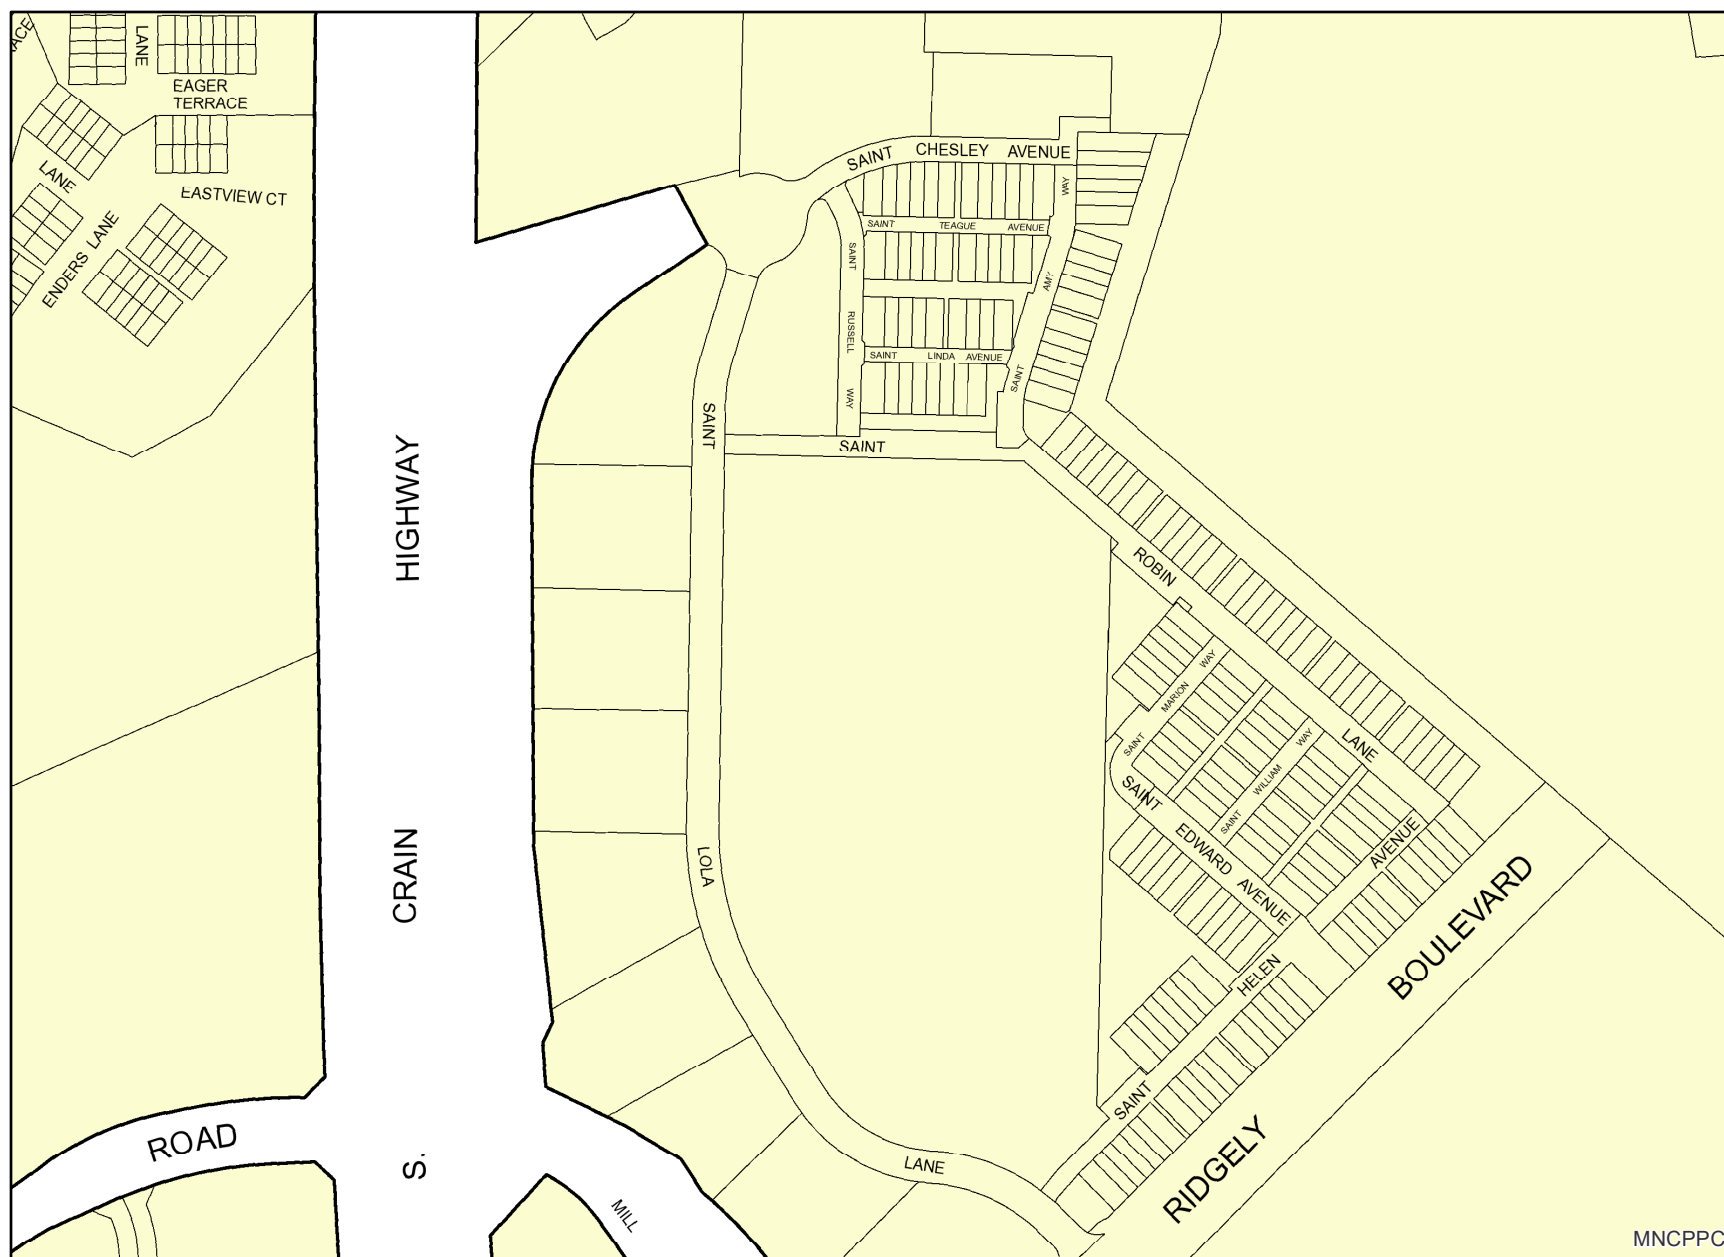 LANE
EAGER
TERRACE
LANE
EASTVIEW CT
ENDERS LANE
SAINT CHESLEY AVENUE
WAY
SAINT TEAGUE AVENUE
SAINT
AMY
RUSSELL
SAINT LINDA AVENUE
SAINT
WAY
SAINT
SAINT
HIGHWAY
ROBIN
WAY
MARION
SAINT
LANE
WAY
WILLIAM
SAINT
SAINT
EDWARD
AVENUE
AVENUE
CRAIN
LOLA
BOULEVARD
HELEN
SAINT
ROAD
S.
LANE
RIDGELY
MILL
MNCPPC